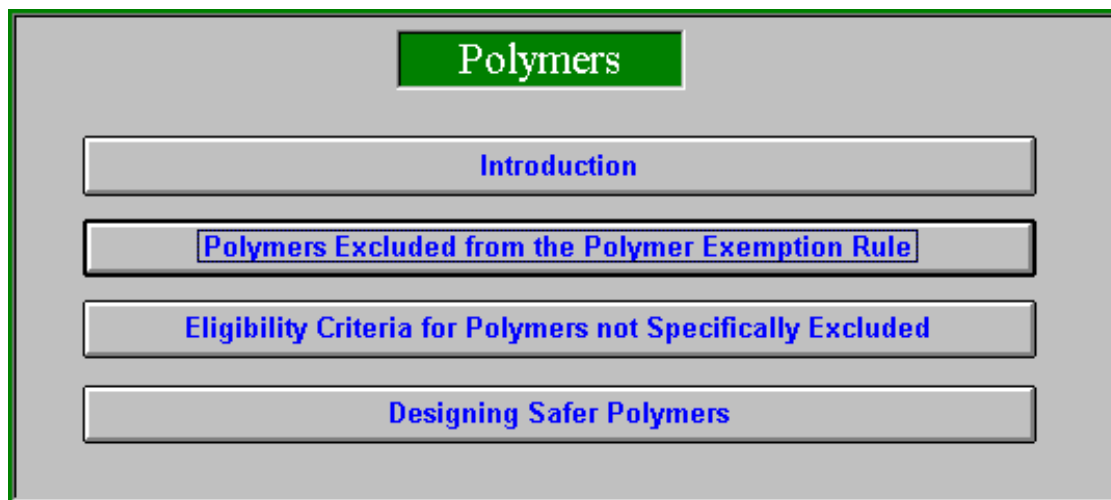 Polymers
Introduction
Polymers Excluded from the Polymer Exemption Rule
Eligibility Criteria for Polymers not Specifically Excluded
Designing Safer Polymers